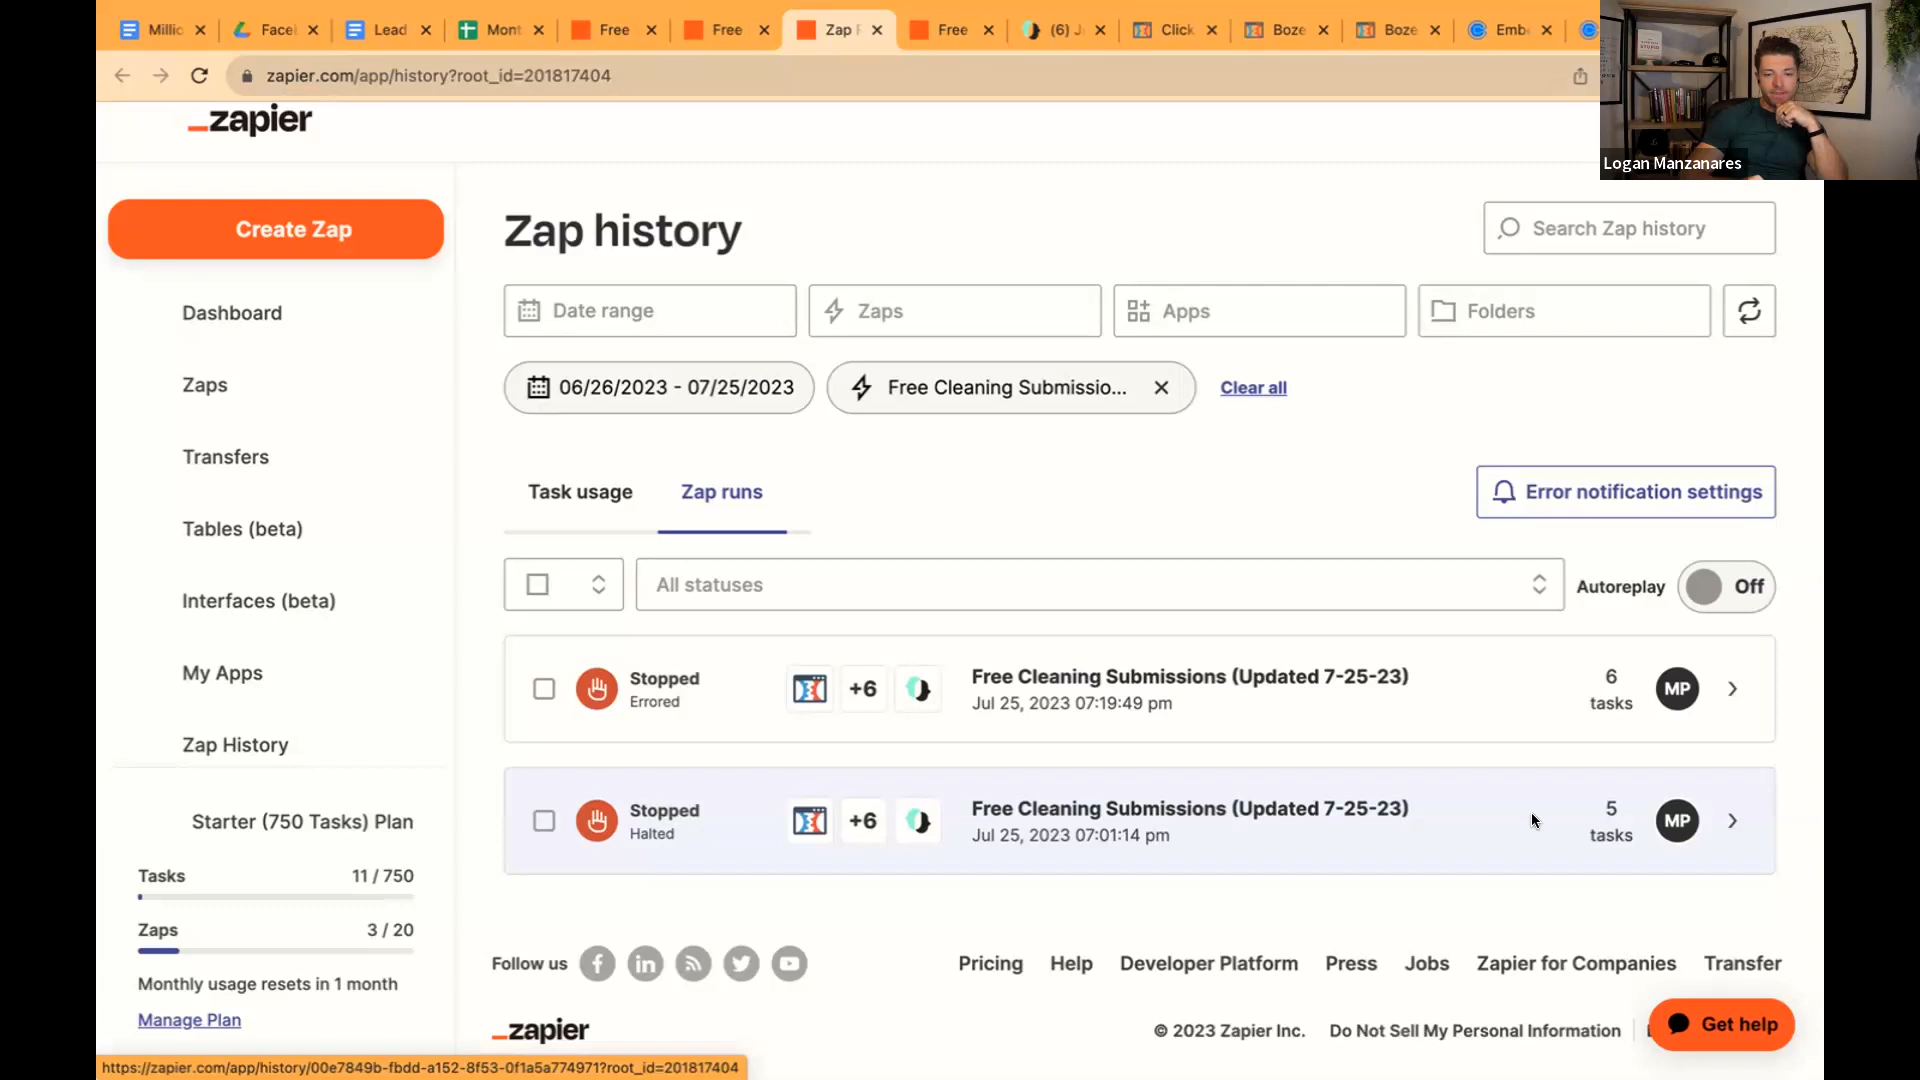 Millic
Face
Lead
Mont
Free
Free
Zap
Free
(6) J
Click
Boze
Boze
Emb
zapier.com/app/history?root_id=201817404
Logan Manzanares
_zapier
Create Zap
Dashboard
Zaps
Transfers
Tables (beta)
Interfaces (beta)
My Apps
Zap History
Starter (750 Tasks) Plan
Tasks 11 / 750
Zaps 3 / 20
Monthly usage resets in 1 month
Manage Plan
Zap history
Search Zap history
Date range
Zaps
Apps
Folders
06/26/2023 - 07/25/2023
Free Cleaning Submissio...
Clear all
Task usage
Zap runs
Error notification settings
All statuses
Autoreplay
Off
Stopped
Errored
+6
Free Cleaning Submissions (Updated 7-25-23)
Jul 25, 2023 07:19:49 pm
6
tasks
MP
Stopped
Halted
+6
Free Cleaning Submissions (Updated 7-25-23)
Jul 25, 2023 07:01:14 pm
5
tasks
MP
Follow us
Pricing
Help
Developer Platform
Press
Jobs
Zapier for Companies
Transfer
_zapier
© 2023 Zapier Inc.
Do Not Sell My Personal Information
Get help
https://zapier.com/app/history/00e7849b-fbdd-a152-8f53-0f1a5a774971?root_id=201817404